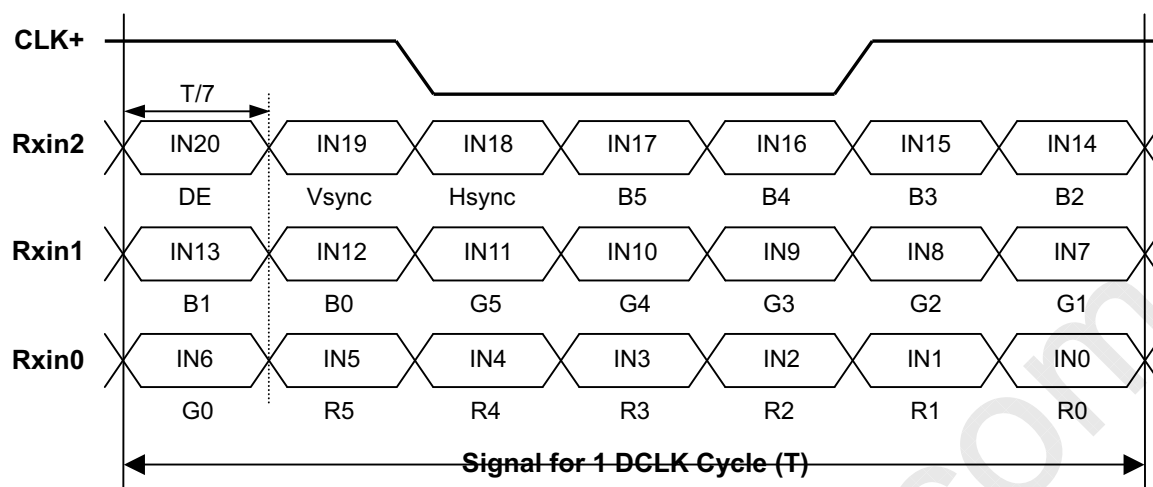 CLK+
T/7
Rxin2 IN20 IN19 IN18 IN17 IN16 IN15 IN14
DE Vsync Hsync B5 B4 B3 B2
Rxin1 IN13 IN12 IN11 IN10 IN9 IN8 IN7
B1 B0 G5 G4 G3 G2 G1
Rxin0 IN6 IN5 IN4 IN3 IN2 IN1 IN0
G0 R5 R4 R3 R2 R1 R0
Signal for 1 DCLK Cycle (T)
com